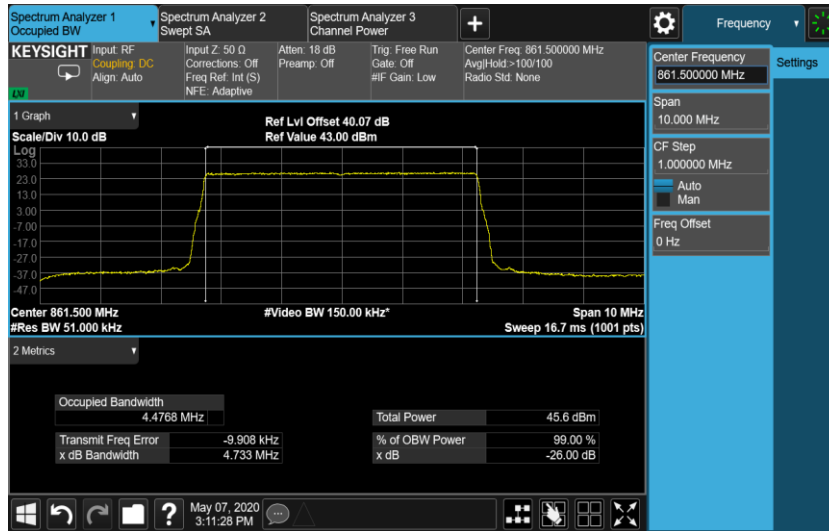 Spectrum Analyzer 1
Occupied BW
Spectrum Analyzer 2
Swept SA
Spectrum Analyzer 3
Channel Power
Frequency
KEYSIGHT
LXI
Input: RF
Coupling: DC
Align: Auto
Input Z: 50 Ω
Corrections: Off
Freq Ref: Int (S)
NFE: Adaptive
Atten: 18 dB
Preamp: Off
Trig: Free Run
Gate: Off
#IF Gain: Low
Center Freq: 861.500000 MHz
Avg|Hold:>100/100
Radio Std: None
Center Frequency
861.500000 MHz
Settings
Span
10.000 MHz
CF Step
1.000000 MHz
Auto
Man
Freq Offset
0 Hz
1 Graph
Scale/Div 10.0 dB
Ref Lvl Offset 40.07 dB
Ref Value 43.00 dBm
Log
33.0
23.0
13.0
3.00
-7.00
-17.0
-27.0
-37.0
-47.0
Center 861.500 MHz
#Video BW 150.00 kHz*
Span 10 MHz
#Res BW 51.000 kHz
Sweep 16.7 ms (1001 pts)
2 Metrics
Occupied Bandwidth
4.4768 MHz
Total Power 45.6 dBm
Transmit Freq Error -9.908 kHz
% of OBW Power 99.00 %
x dB Bandwidth 4.733 MHz
x dB -26.00 dB
?
May 07, 2020
3:11:28 PM